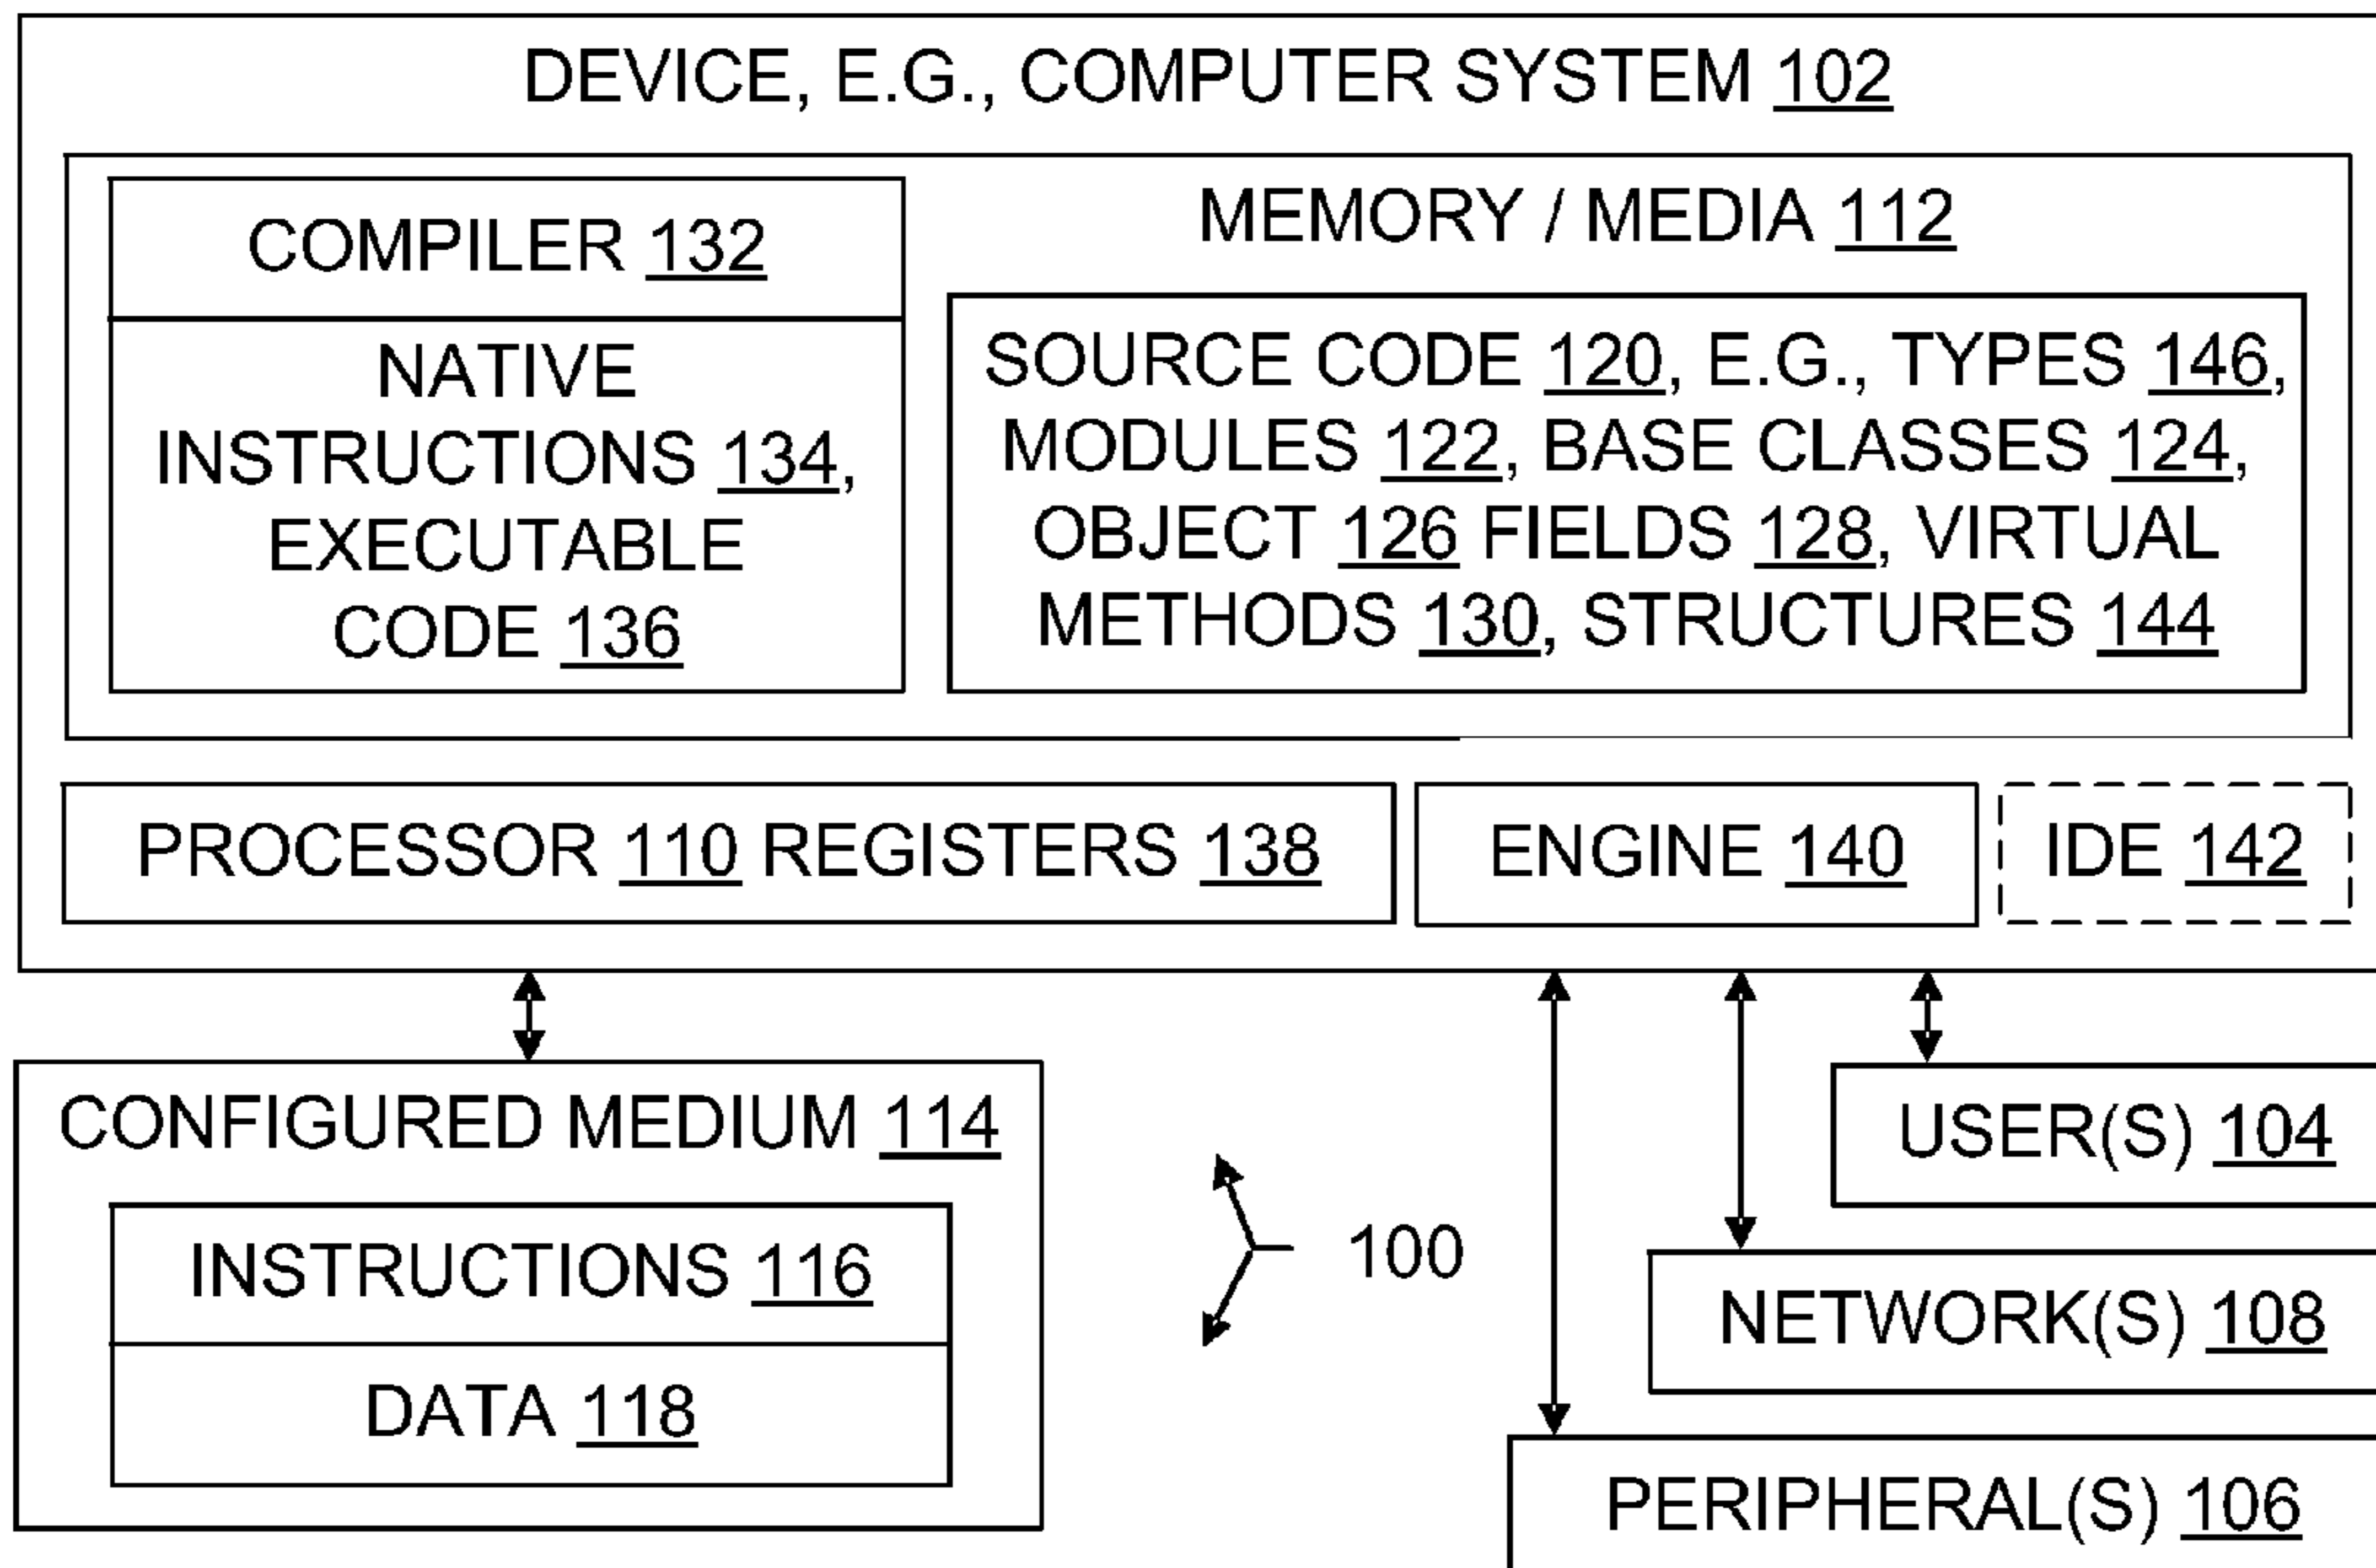 DEVICE, E.G., COMPUTER SYSTEM 102
COMPILER 132
NATIVE
INSTRUCTIONS 134,
EXECUTABLE
CODE 136
MEMORY / MEDIA 112
SOURCE CODE 120, E.G., TYPES 146,
MODULES 122, BASE CLASSES 124,
OBJECT 126 FIELDS 128, VIRTUAL
METHODS 130, STRUCTURES 144
PROCESSOR 110 REGISTERS 138
ENGINE 140
IDE 142
CONFIGURED MEDIUM 114
INSTRUCTIONS 116
DATA 118
100
USER(S) 104
NETWORK(S) 108
PERIPHERAL(S) 106